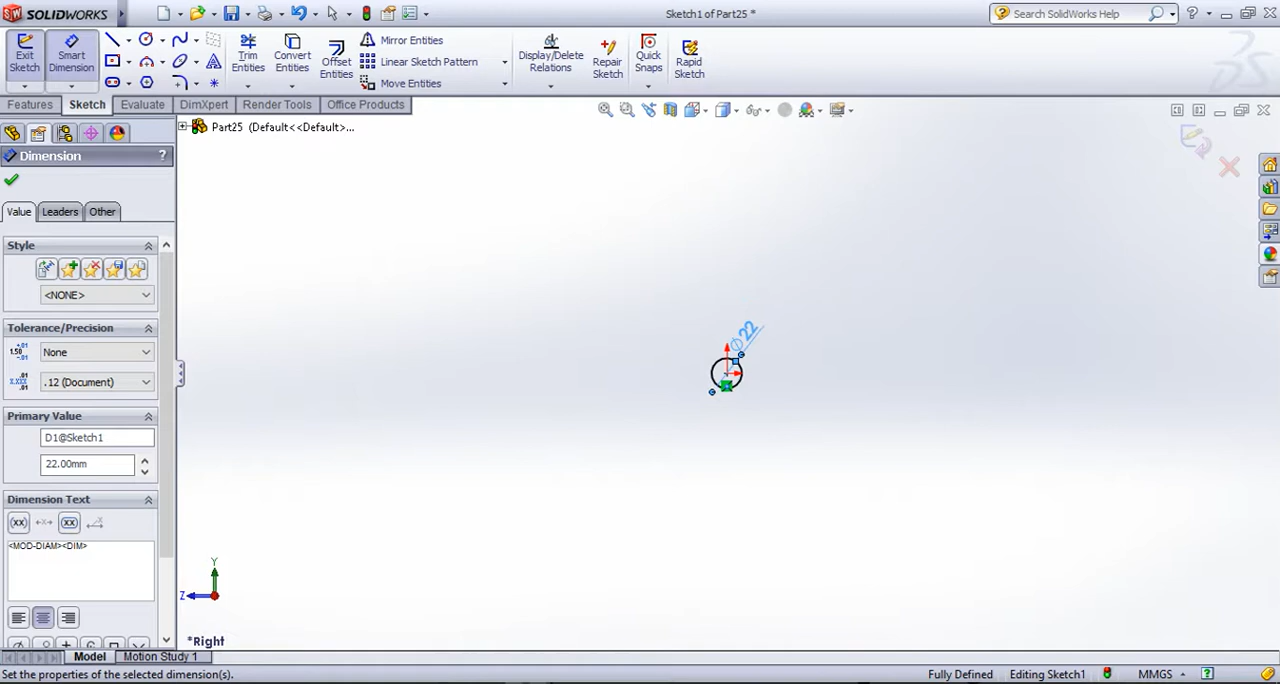 SOLIDWORKS
Sketch1 of Part25 *
Search SolidWorks Help
Exit Sketch
Smart Dimension
Trim Entities
Convert Entities
Offset Entities
Mirror Entities
Linear Sketch Pattern
Move Entities
Display/Delete Relations
Repair Sketch
Quick Snaps
Rapid Sketch
Features
Sketch
Evaluate
DimXpert
Render Tools
Office Products
Part25 (Default<<Default>...
Dimension
?
Value
Leaders
Other
Style
<NONE>
Tolerance/Precision
None
.12 (Document)
Primary Value
D1@Sketch1
22.00mm
Dimension Text
(xx)
(xx)
<MOD-DIAM><DIM>
∅22
Y
Z
*Right
Model
Motion Study 1
Set the properties of the selected dimension(s).
Fully Defined
Editing Sketch1
MMGS
?